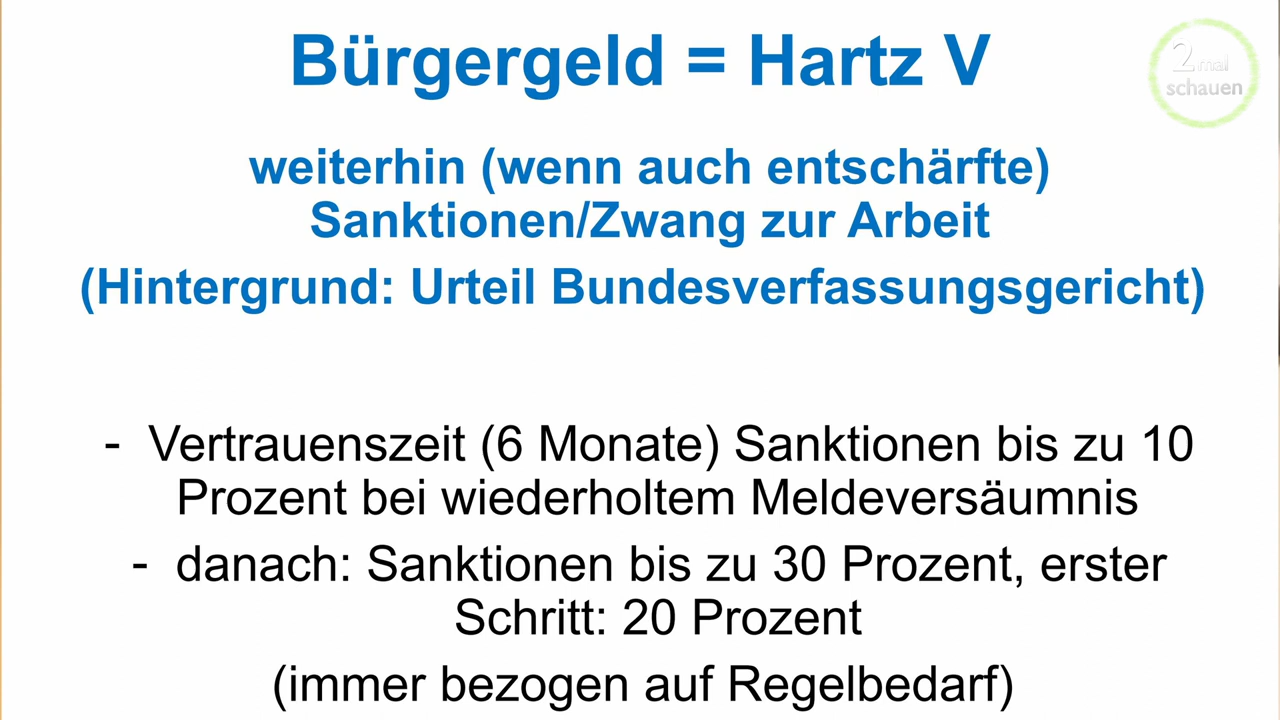 Bürgergeld = Hartz V
2 mal
schauen
weiterhin (wenn auch entschärfte)
Sanktionen/Zwang zur Arbeit
(Hintergrund: Urteil Bundesverfassungsgericht)
- Vertrauenszeit (6 Monate) Sanktionen bis zu 10
Prozent bei wiederholtem Meldeversäumnis
- danach: Sanktionen bis zu 30 Prozent, erster
Schritt: 20 Prozent
(immer bezogen auf Regelbedarf)